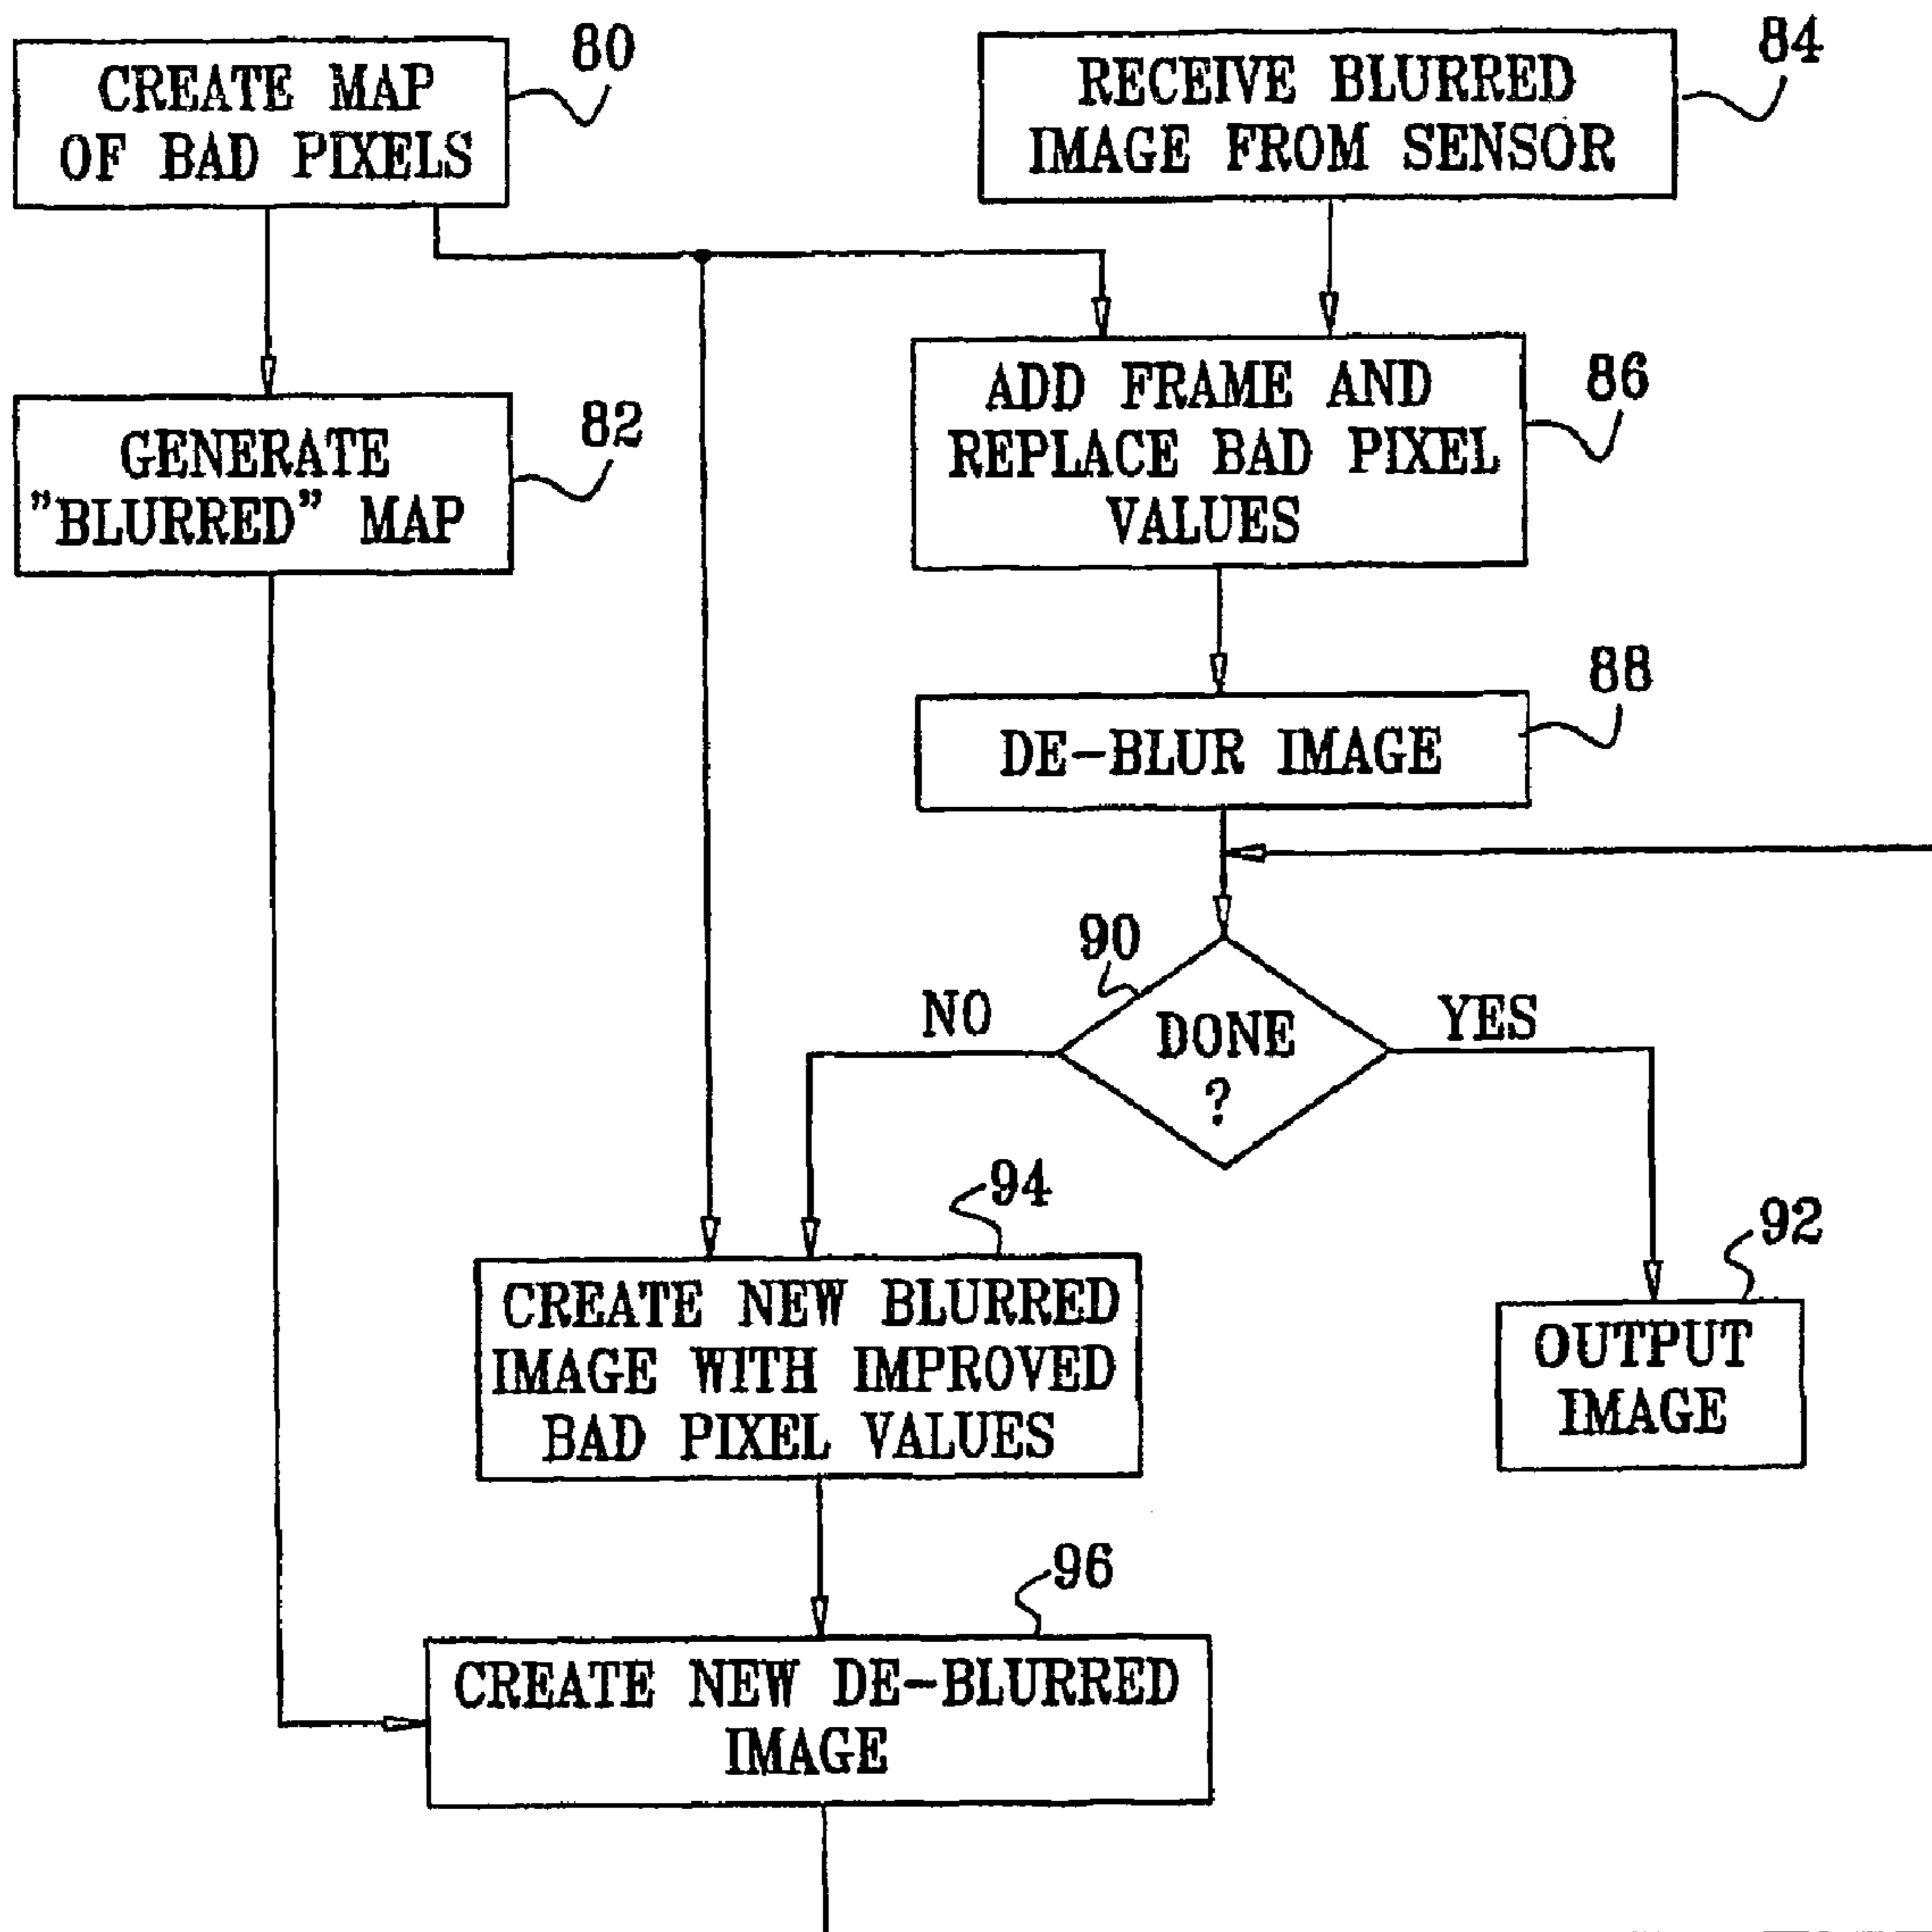 CREATE MAP
OF BAD PIXELS
80
RECEIVE BLURRED
IMAGE FROM SENSOR
84
GENERATE
"BLURRED" MAP
82
ADD FRAME AND
REPLACE BAD PIXEL
VALUES
86
DE-BLUR IMAGE
88
90
DONE
?
NO
YES
94
CREATE NEW BLURRED
IMAGE WITH IMPROVED
BAD PIXEL VALUES
92
OUTPUT
IMAGE
96
CREATE NEW DE-BLURRED
IMAGE